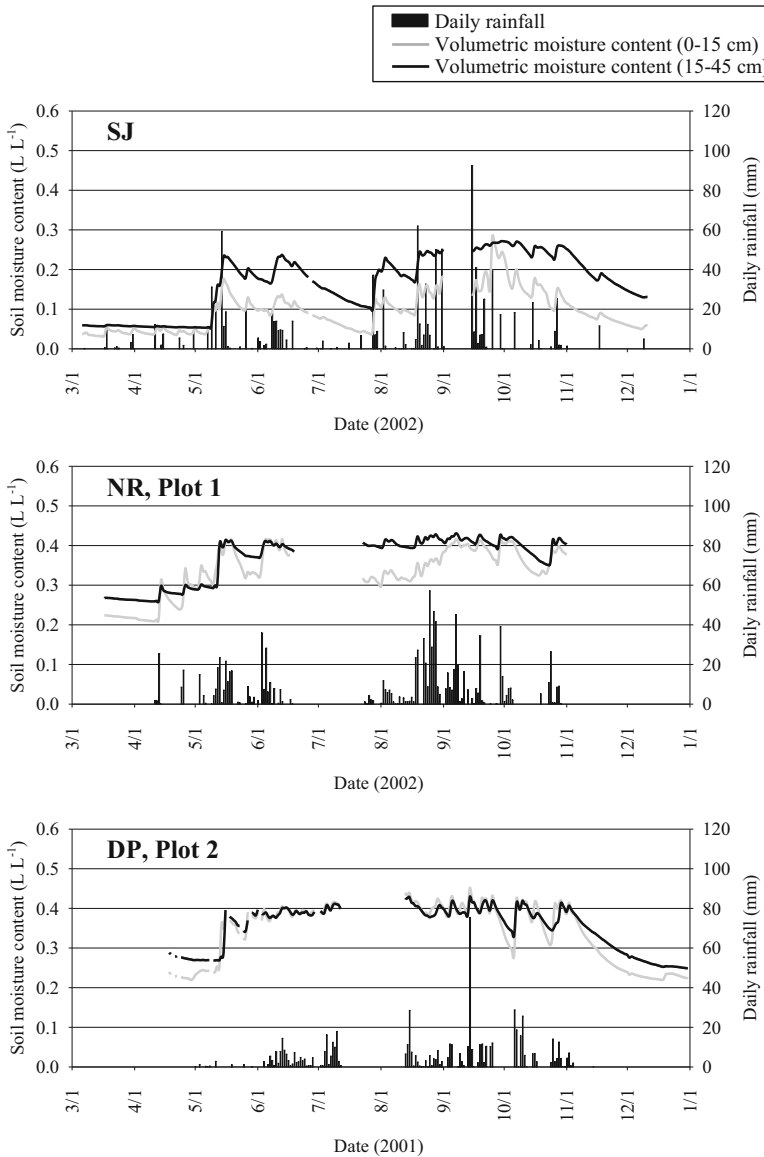 Daily rainfall
Volumetric moisture content (0-15 cm)
Volumetric moisture content (15-45 cm)
SJ
Soil moisture content (L L⁻¹)
0.6
0.5
0.4
0.3
0.2
0.1
0.0
120
100
80
60
40
20
0
Daily rainfall (mm)
3/1 4/1 5/1 6/1 7/1 8/1 9/1 10/1 11/1 12/1 1/1
Date (2002)
NR, Plot 1
Soil moisture content (L L⁻¹)
0.6
0.5
0.4
0.3
0.2
0.1
0.0
120
100
80
60
40
20
0
Daily rainfall (mm)
3/1 4/1 5/1 6/1 7/1 8/1 9/1 10/1 11/1 12/1 1/1
Date (2002)
DP, Plot 2
Soil moisture content (L L⁻¹)
0.6
0.5
0.4
0.3
0.2
0.1
0.0
120
100
80
60
40
20
0
Daily rainfall (mm)
3/1 4/1 5/1 6/1 7/1 8/1 9/1 10/1 11/1 12/1 1/1
Date (2001)